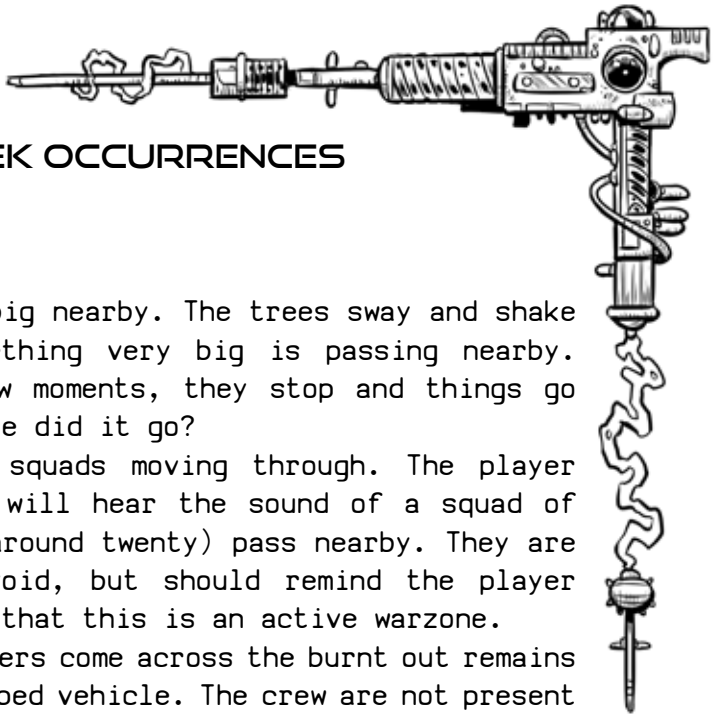 EK OCCURRENCES
big nearby. The trees sway and shake
thing very big is passing nearby.
w moments, they stop and things go
e did it go?
squads moving through. The player
will hear the sound of a squad of
around twenty) pass nearby. They are
oid, but should remind the player
that this is an active warzone.
ers come across the burnt out remains
ped vehicle. The crew are not present